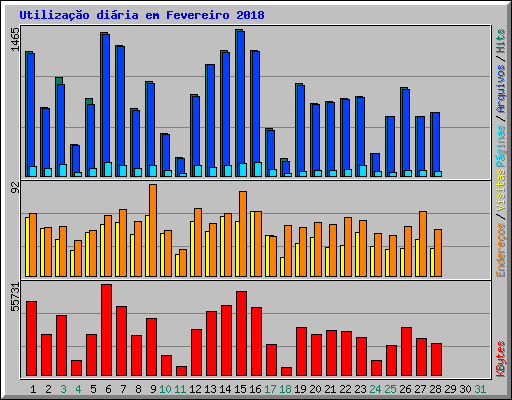 Utilização diária em Fevereiro 2018
1465
92
55731
Endereços / Visitas Páginas / Arquivos / Hits
KBytes
1 2 3 4 5 6 7 8 9 10 11 12 13 14 15 16 17 18 19 20 21 22 23 24 25 26 27 28 29 30 31